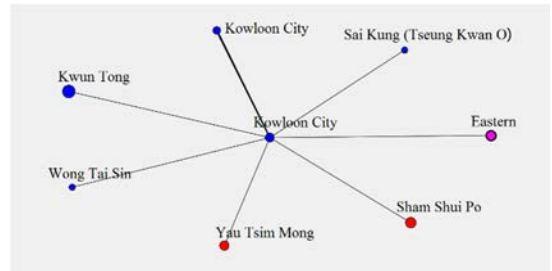 Kowloon City
Sai Kung (Tseung Kwan O)
Kwun Tong
Kowloon City
Eastern
Wong Tai Sin
Sham Shui Po
Yau Tsim Mong